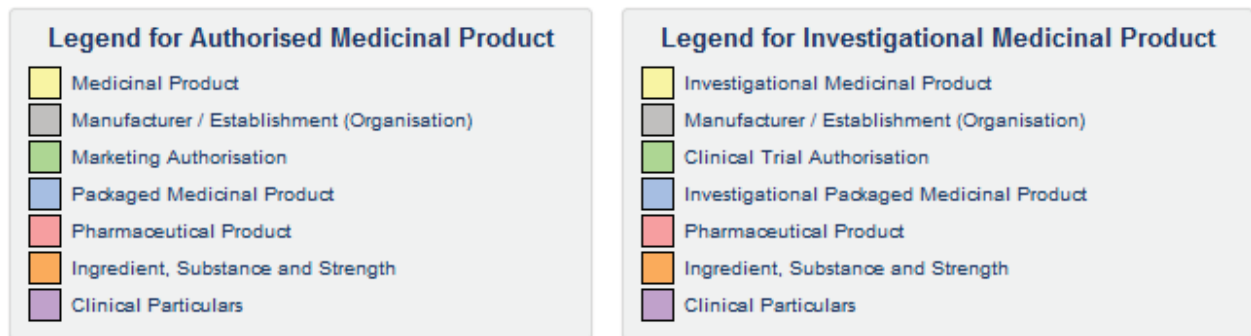 Legend for Authorised Medicinal Product
Medicinal Product
Manufacturer / Establishment (Organisation)
Marketing Authorisation
Packaged Medicinal Product
Pharmaceutical Product
Ingredient, Substance and Strength
Clinical Particulars
Legend for Investigational Medicinal Product
Investigational Medicinal Product
Manufacturer / Establishment (Organisation)
Clinical Trial Authorisation
Investigational Packaged Medicinal Product
Pharmaceutical Product
Ingredient, Substance and Strength
Clinical Particulars